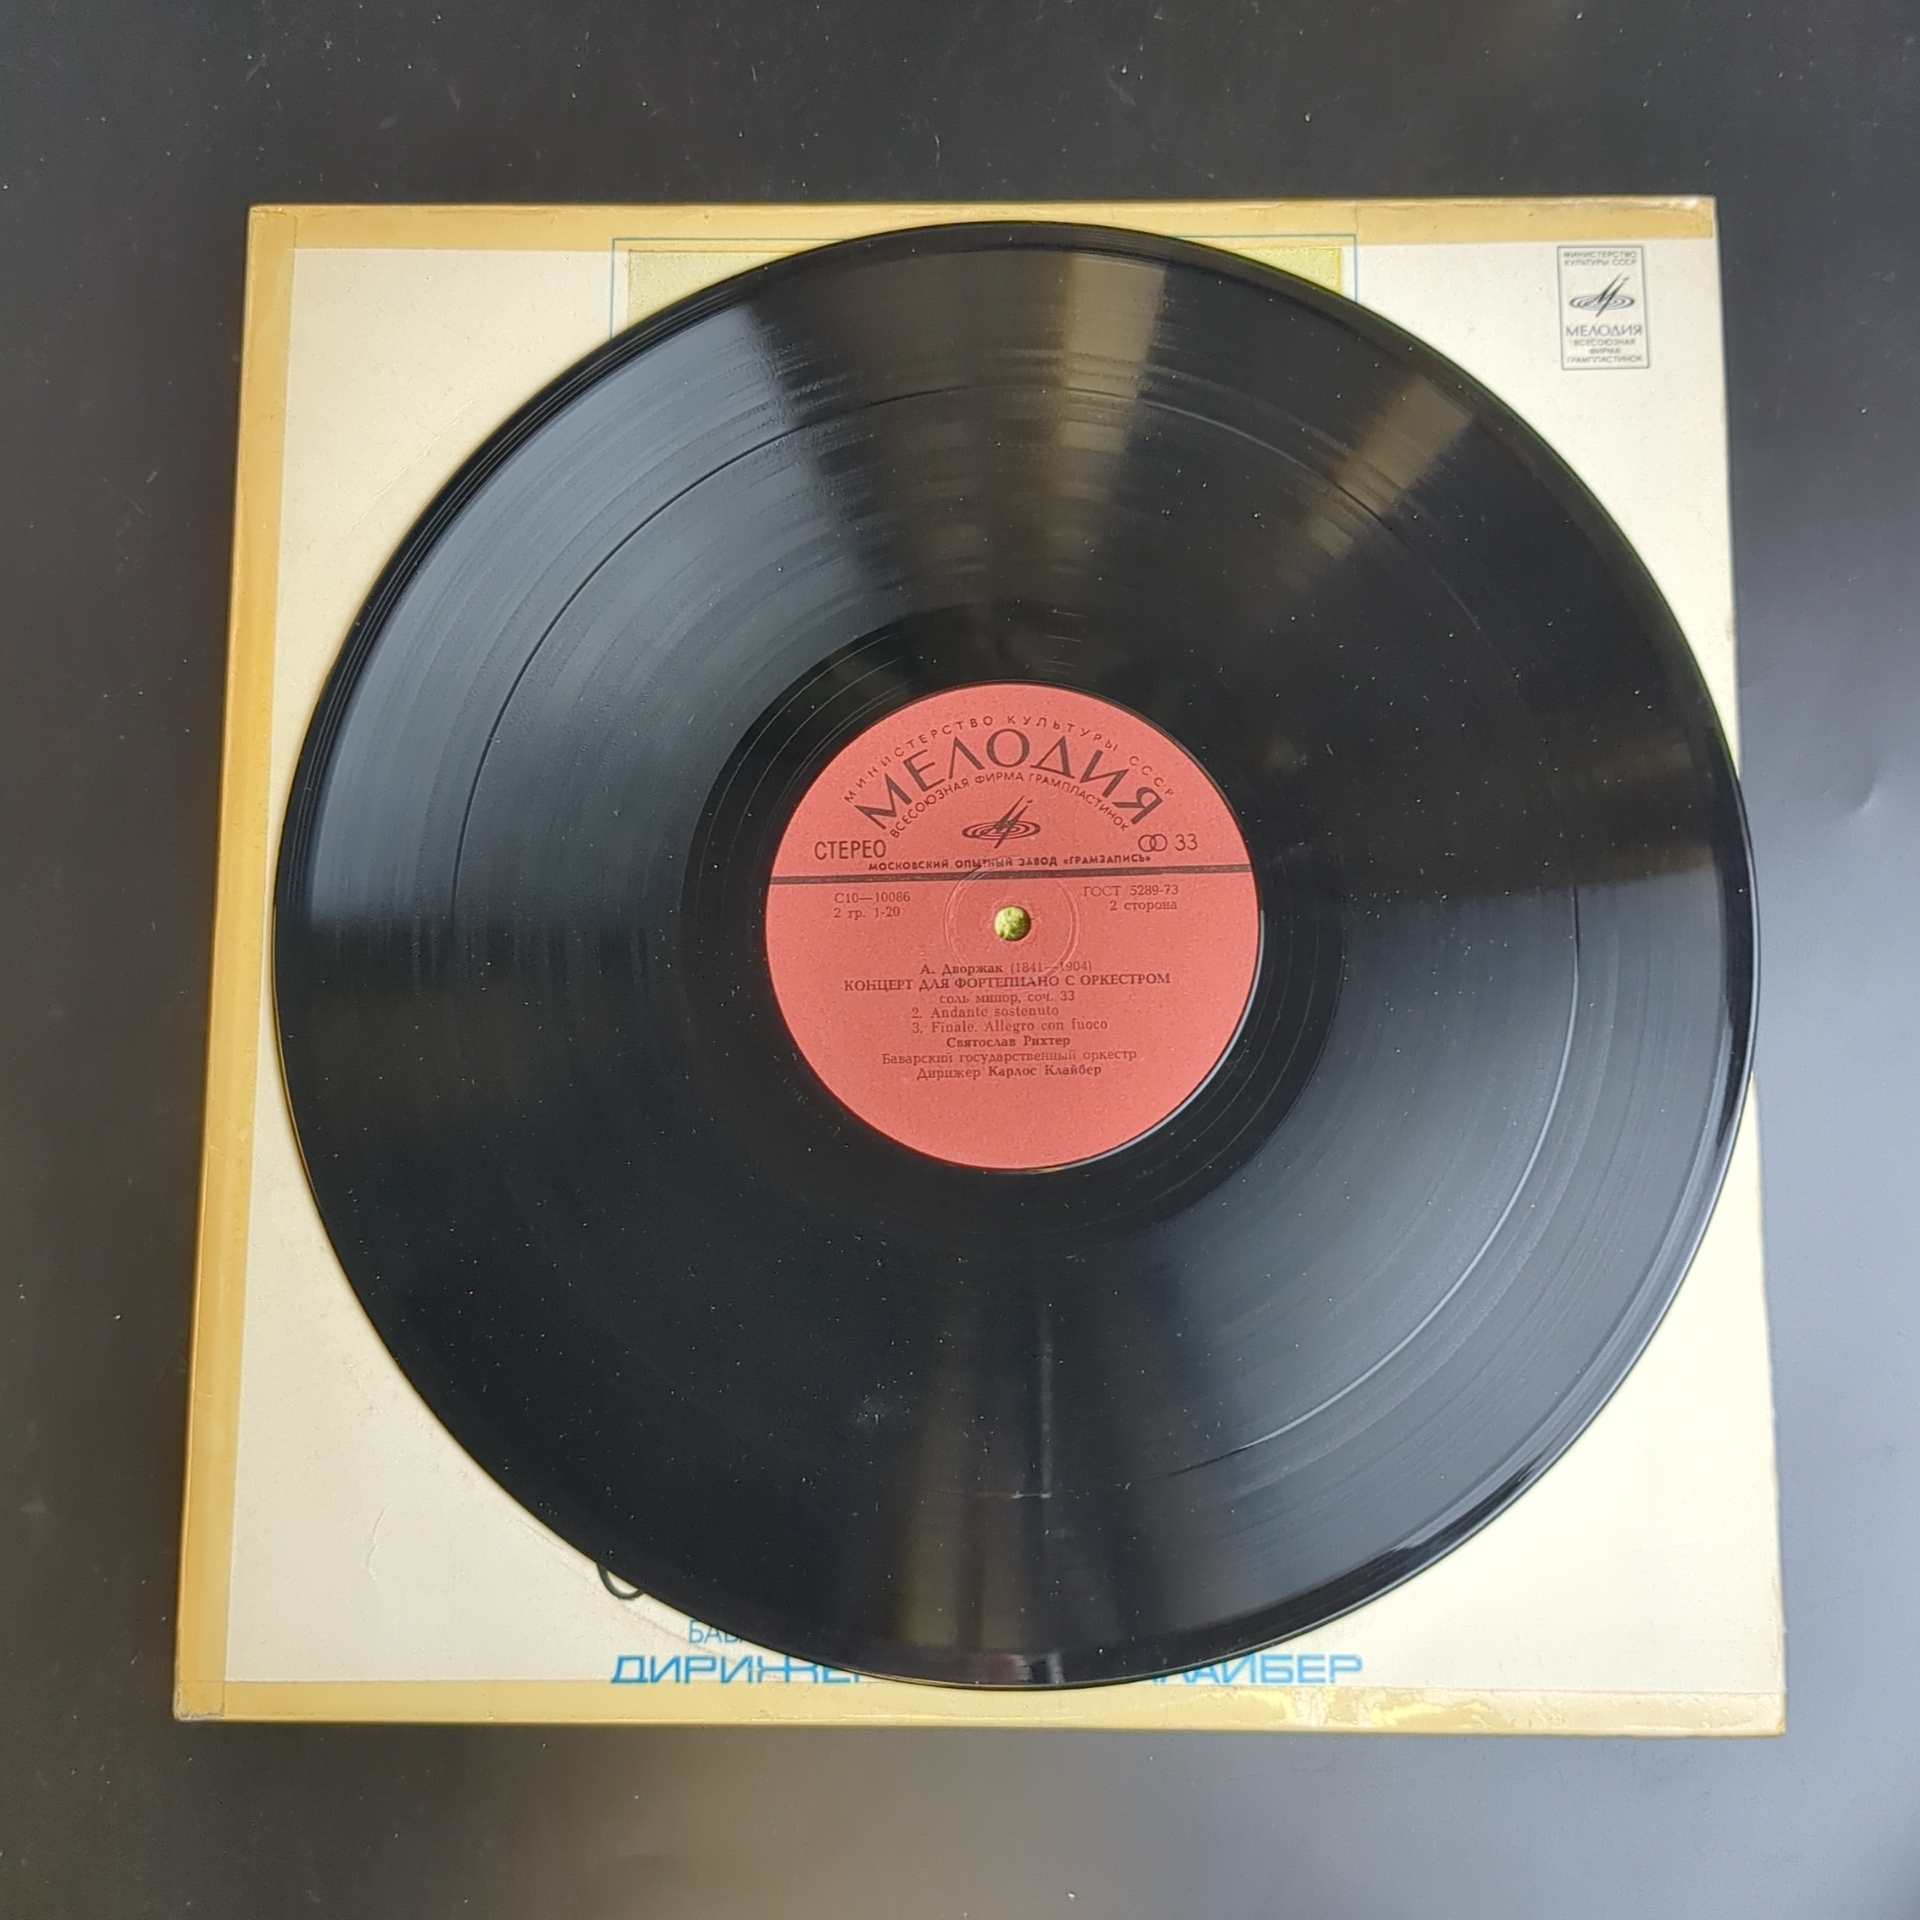 МИНИСТЕРСТВО
КУЛЬТУРЫ СССР
МЕЛОДИЯ
ВСЕСОЮЗНАЯ
ФИРМА
ГРАМПЛАСТИНОК
МИНИСТЕРСТВО КУЛЬТУРЫ СССР
МЕЛОДИЯ
ВСЕСОЮЗНАЯ ФИРМА ГРАМПЛАСТИНОК
СТЕРЕО 33
МОСКОВСКИЙ ОПЫТНЫЙ ЗАВОД «ГРАМЗАПИСЬ»
С10—10086 ГОСТ 5289-73
2 гр. 1-20 2 сторона
А. Дворжак (1841—1904)
КОНЦЕРТ ДЛЯ ФОРТЕПИАНО С ОРКЕСТРОМ
соль минор, соч. 33
2. Andante sostenuto
3. Finale. Allegro con fuoco
Святослав Рихтер
Баварский государственный оркестр
Дирижер Карлос Клайбер